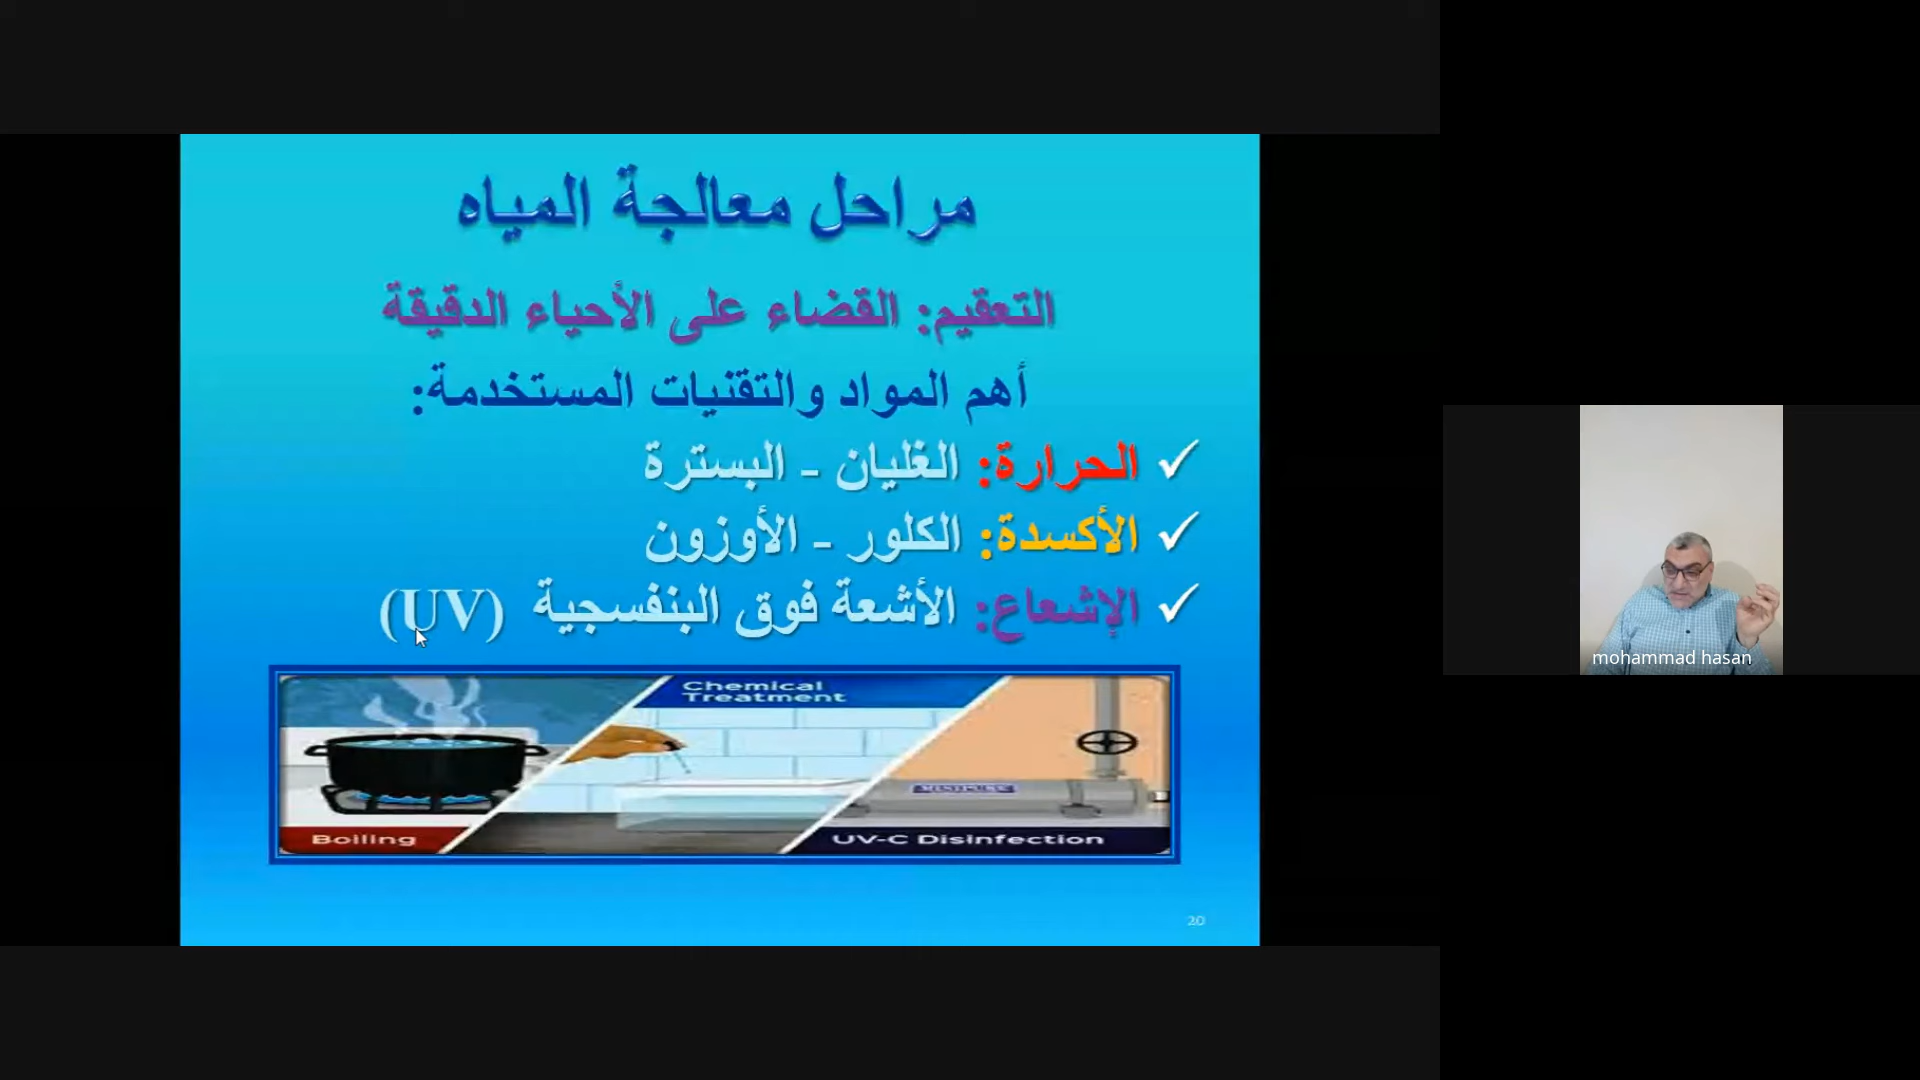 مراحل معالجة المياه
التعقيم: القضاء على الأحياء الدقيقة
أهم المواد والتقنيات المستخدمة:
✓ الحرارة: الغليان - البسترة
✓ الأكسدة: الكلور - الأوزون
✓ الإشعاع: الأشعة فوق البنفسجية (UV)
Chemical
Treatment
Boiling
UV-C Disinfection
20
mohammad hasan